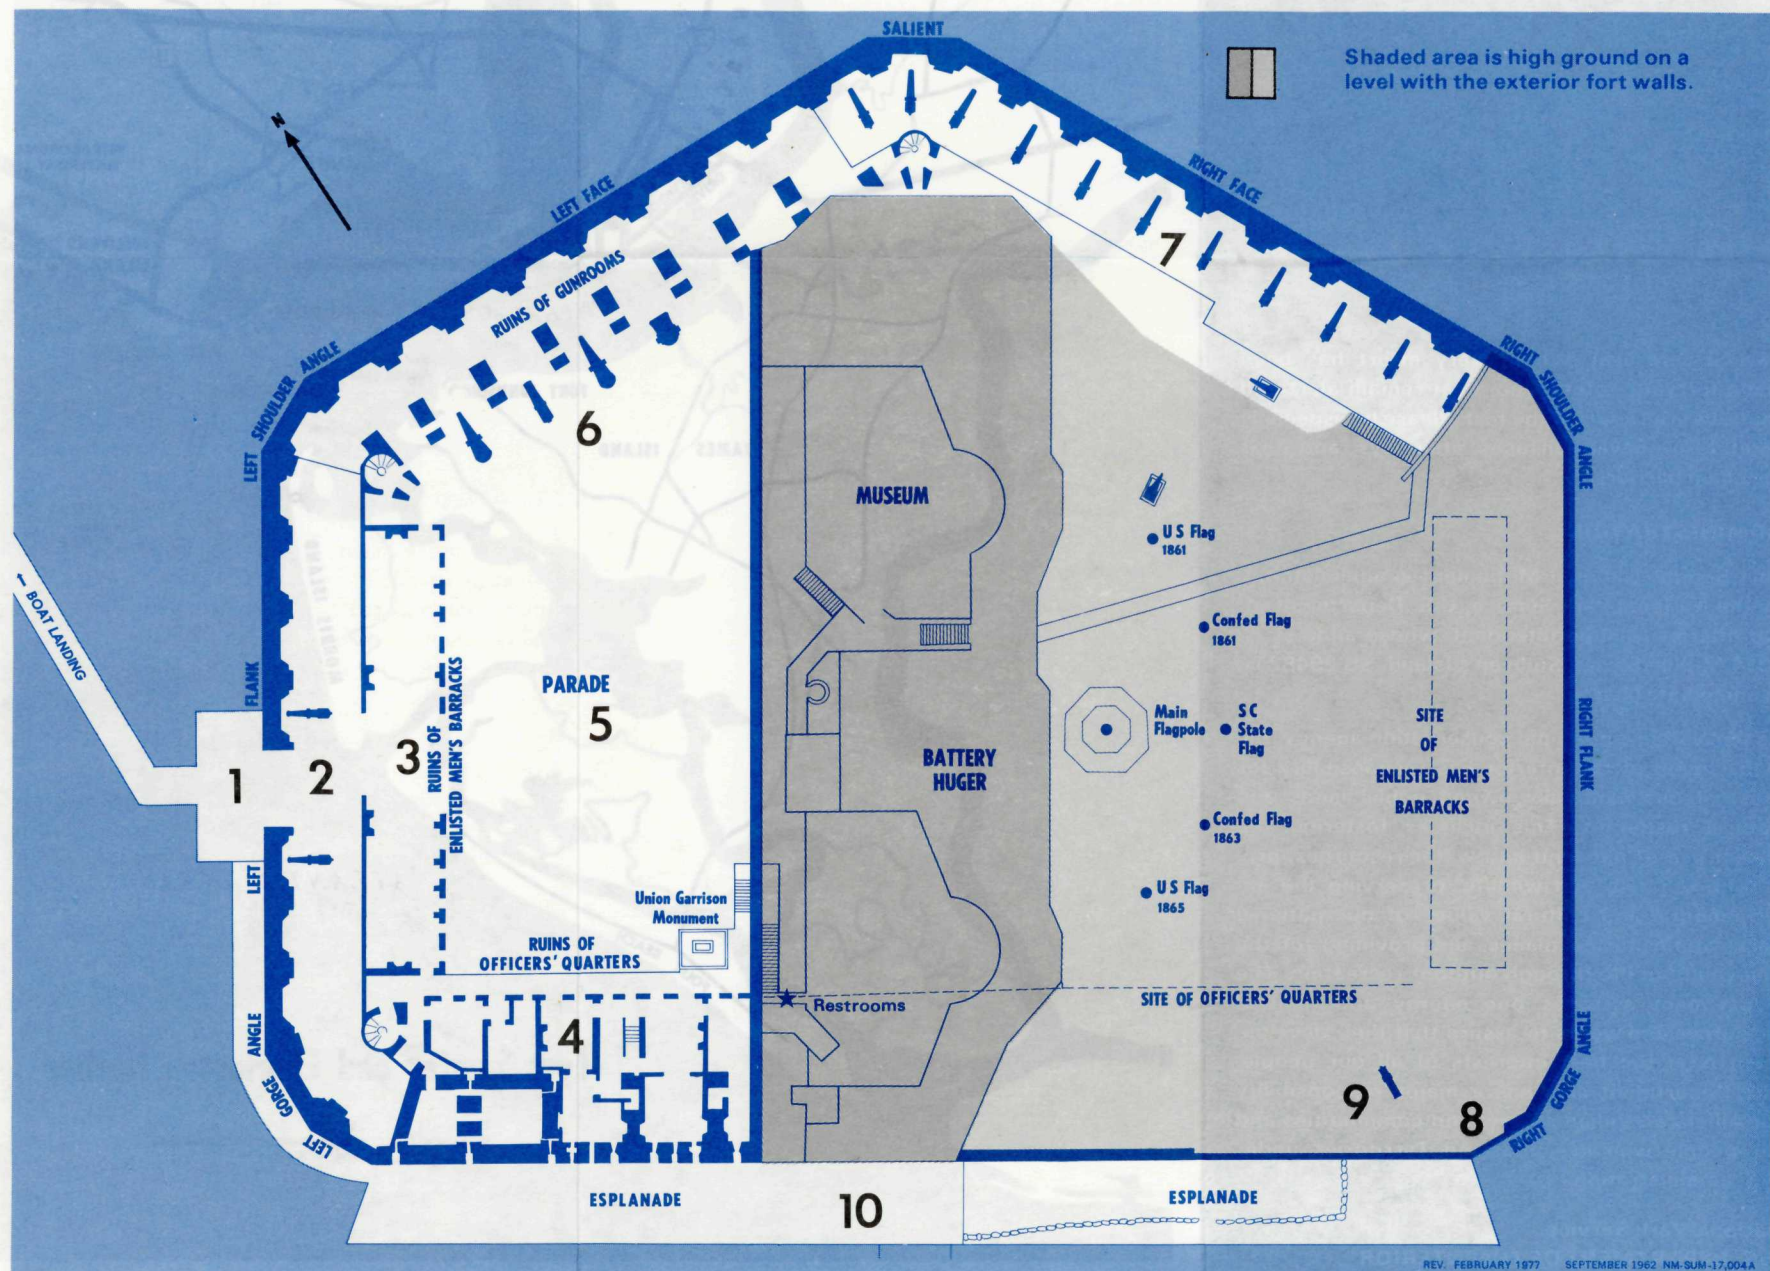 SALIENT
Shaded area is high ground on a
level with the exterior fort walls.
N
LEFT FACE
RIGHT FACE
RUINS OF GUNROOMS
7
LEFT SHOULDER ANGLE
RIGHT SHOULDER ANGLE
6
MUSEUM
U S Flag
1861
← BOAT LANDING
Confed Flag
1861
LEFT FLANK
RIGHT FLANK
PARADE
5
RUINS OF
ENLISTED MEN'S BARRACKS
1
2
3
Main
Flagpole
S C
State
Flag
SITE
OF
ENLISTED MEN'S
BARRACKS
BATTERY
HUGER
Confed Flag
1863
U S Flag
1865
Union Garrison
Monument
RUINS OF
OFFICERS' QUARTERS
Restrooms
SITE OF OFFICERS' QUARTERS
4
LEFT GORGE ANGLE
RIGHT GORGE ANGLE
9
8
ESPLANADE
10
ESPLANADE
REV. FEBRUARY 1977 SEPTEMBER 1962 NM-SUM-17,004A